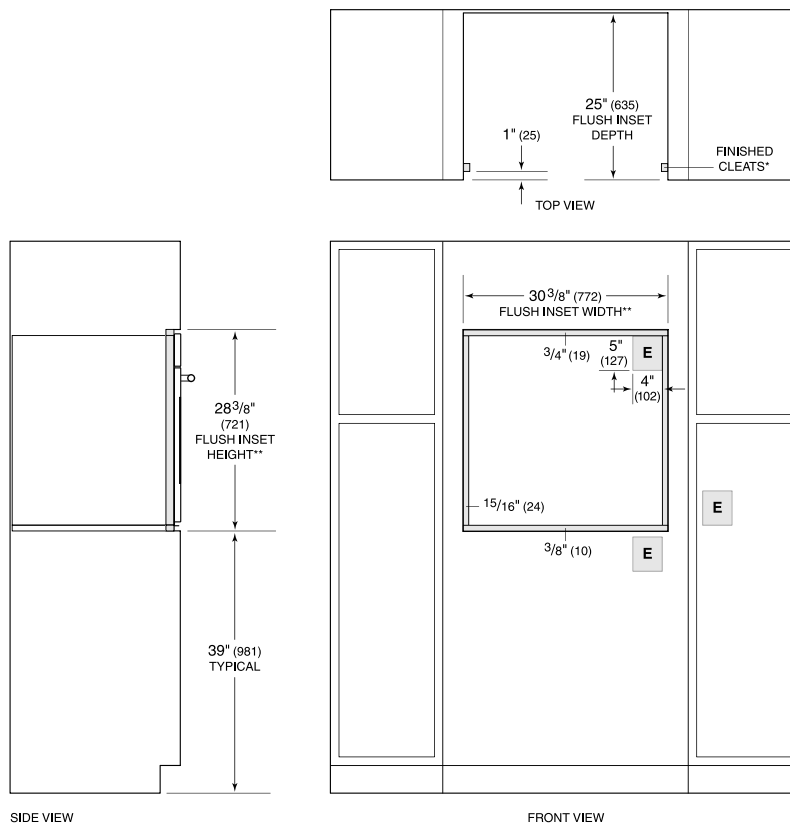 25" (635)
FLUSH INSET
DEPTH
1" (25)
FINISHED
CLEATS*
TOP VIEW
30 3/8" (772)
FLUSH INSET WIDTH**
3/4" (19)
5"
(127)
E
4"
(102)
28 3/8"
(721)
FLUSH INSET
HEIGHT**
15/16" (24)
E
3/8" (10)
E
39" (981)
TYPICAL
SIDE VIEW
FRONT VIEW